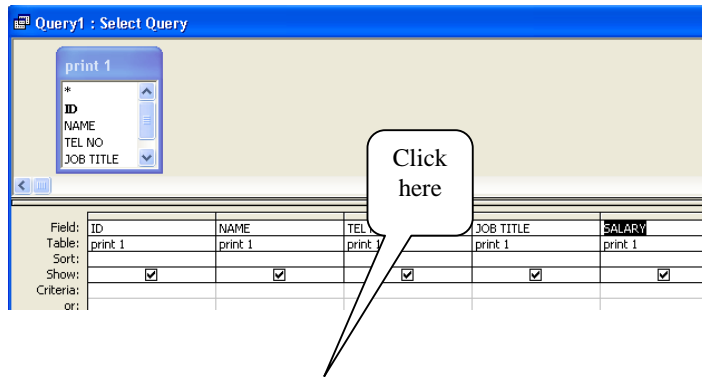 Query1 : Select Query
print 1
*
ID
NAME
TEL NO
JOB TITLE
Click
here
Field: ID NAME TEL JOB TITLE SALARY
Table: print 1 print 1 print 1 print 1 print 1
Sort:
Show:
Criteria:
or: